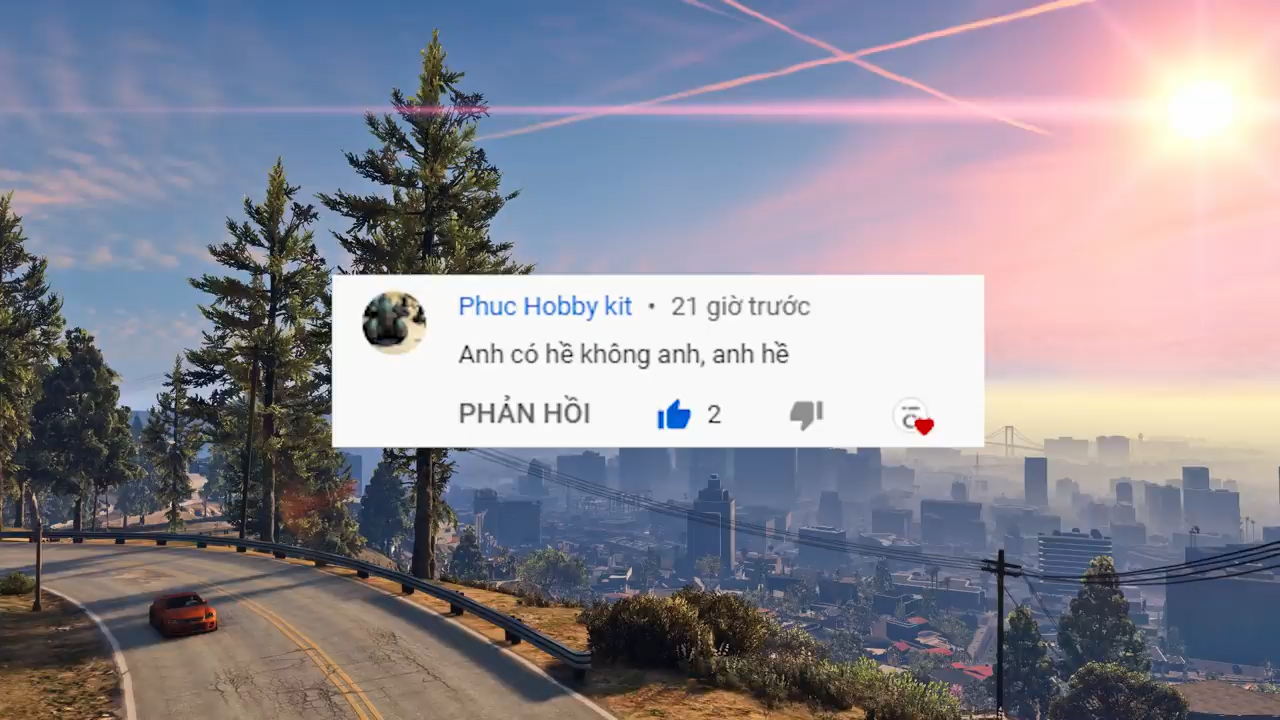 Phuc Hobby kit • 21 giờ trước
Anh có hề không anh, anh hề
PHẢN HỒI 2